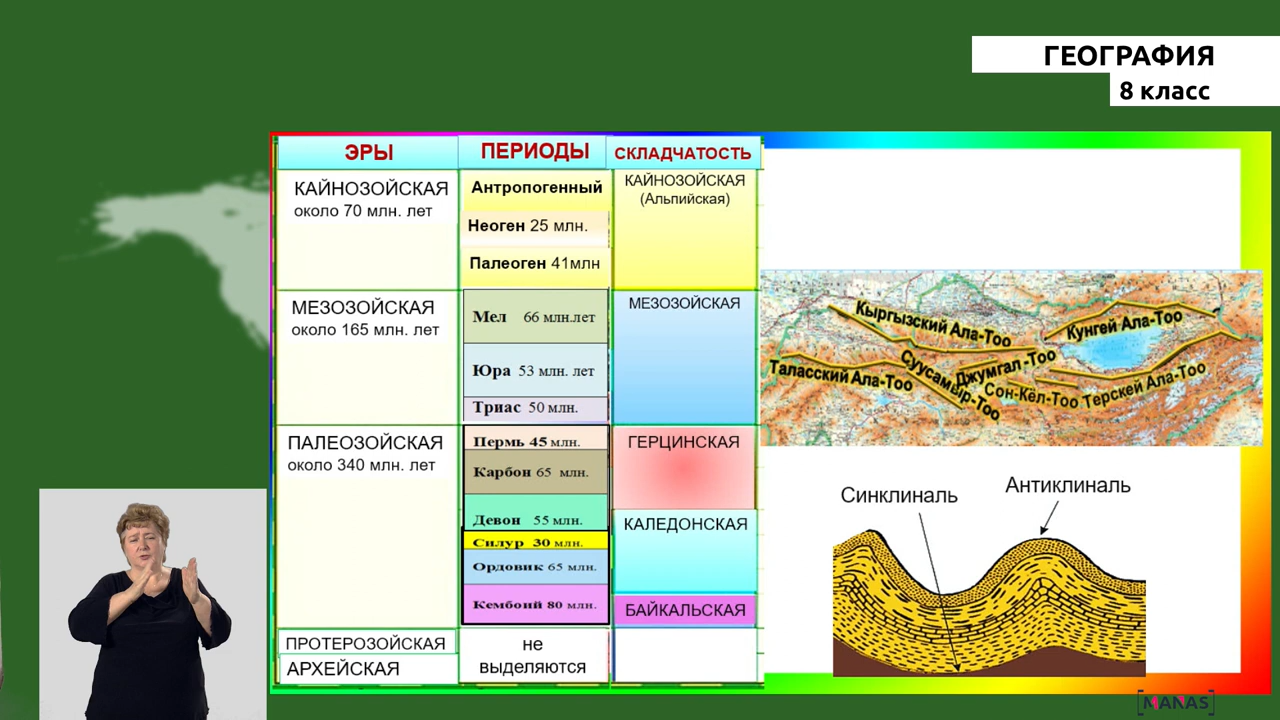 ГЕОГРАФИЯ
8 класс
ЭРЫ
ПЕРИОДЫ
СКЛАДЧАТОСТЬ
КАЙНОЗОЙСКАЯ
около 70 млн. лет
Антропогенный
Неоген 25 млн.
Палеоген 41млн
КАЙНОЗОЙСКАЯ
(Альпийская)
МЕЗОЗОЙСКАЯ
около 165 млн. лет
Мел 66 млн.лет
Юра 53 млн. лет
Триас 50 млн.
МЕЗОЗОЙСКАЯ
ПАЛЕОЗОЙСКАЯ
около 340 млн. лет
Пермь 45 млн.
Карбон 65 млн.
Девон 55 млн.
Силур 30 млн.
Ордовик 65 млн.
Кембоий 80 млн.
ГЕРЦИНСКАЯ
КАЛЕДОНСКАЯ
БАЙКАЛЬСКАЯ
ПРОТЕРОЗОЙСКАЯ
АРХЕЙСКАЯ
не
выделяются
Кыргызский Ала-Тоо
Кунгей Ала-Тоо
Таласский Ала-Тоо
Суусамыр-Тоо
Джумгал -Тоо
Сон-Кёл-Тоо
Терскей Ала-Тоо
Синклиналь
Антиклиналь
MANAS